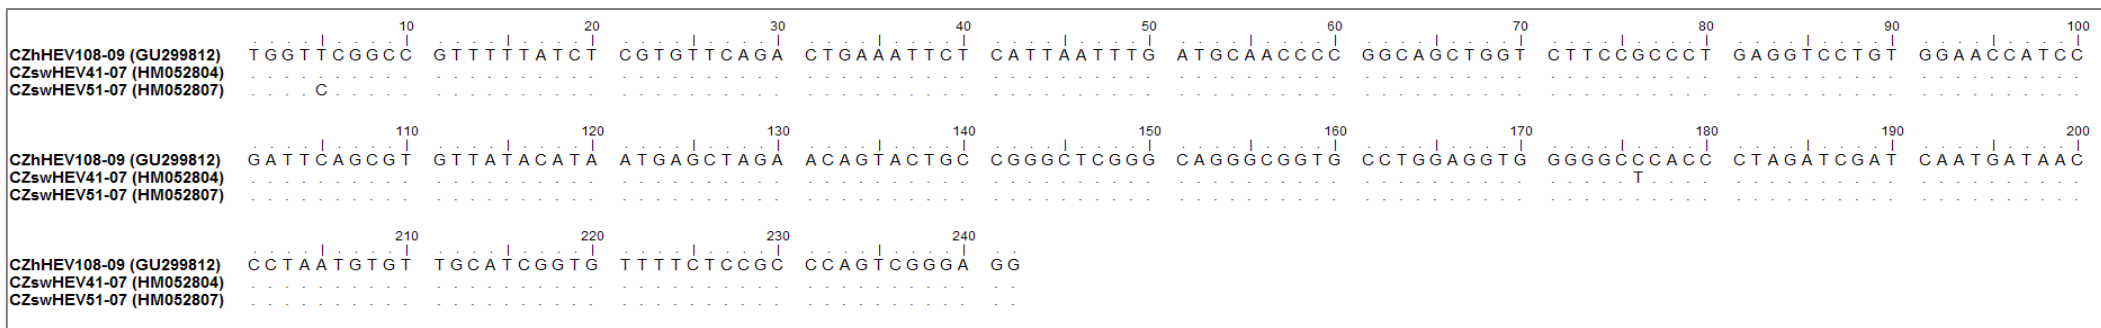 10 20 30 40 50 60 70 80 90 100
CZhHEV108-09 (GU299812) TGGTTCGGCC GTTTTTATCT CGTGTTCAGA CTGAAATTCT CATTAATTTG ATGCAACCCC GGCAGCTGGT CTTCCGCCCT GAGGTCCTGT GGAACCATCC
CZswHEV41-07 (HM052804) .......... .......... .......... .......... .......... .......... .......... .......... .......... ..........
CZswHEV51-07 (HM052807) ....C..... .......... .......... .......... .......... .......... .......... .......... .......... ..........
110 120 130 140 150 160 170 180 190 200
CZhHEV108-09 (GU299812) GATTCAGCGT GTTATACATA ATGAGCTAGA ACAGTACTGC CGGGCTCGGG CAGGGCGGTG CCTGGAGGTG GGGGCCCACC CTAGATCGAT CAATGATAAC
CZswHEV41-07 (HM052804) .......... .......... .......... .......... .......... .......... .......... .....T.... .......... ..........
CZswHEV51-07 (HM052807) .......... .......... .......... .......... .......... .......... .......... .......... .......... ..........
210 220 230 240
CZhHEV108-09 (GU299812) CCTAATGTGT TGCATCGGTG TTTTCTCCGC CCAGTCGGGA GG
CZswHEV41-07 (HM052804) .......... .......... .......... .......... ..
CZswHEV51-07 (HM052807) .......... .......... .......... .......... ..